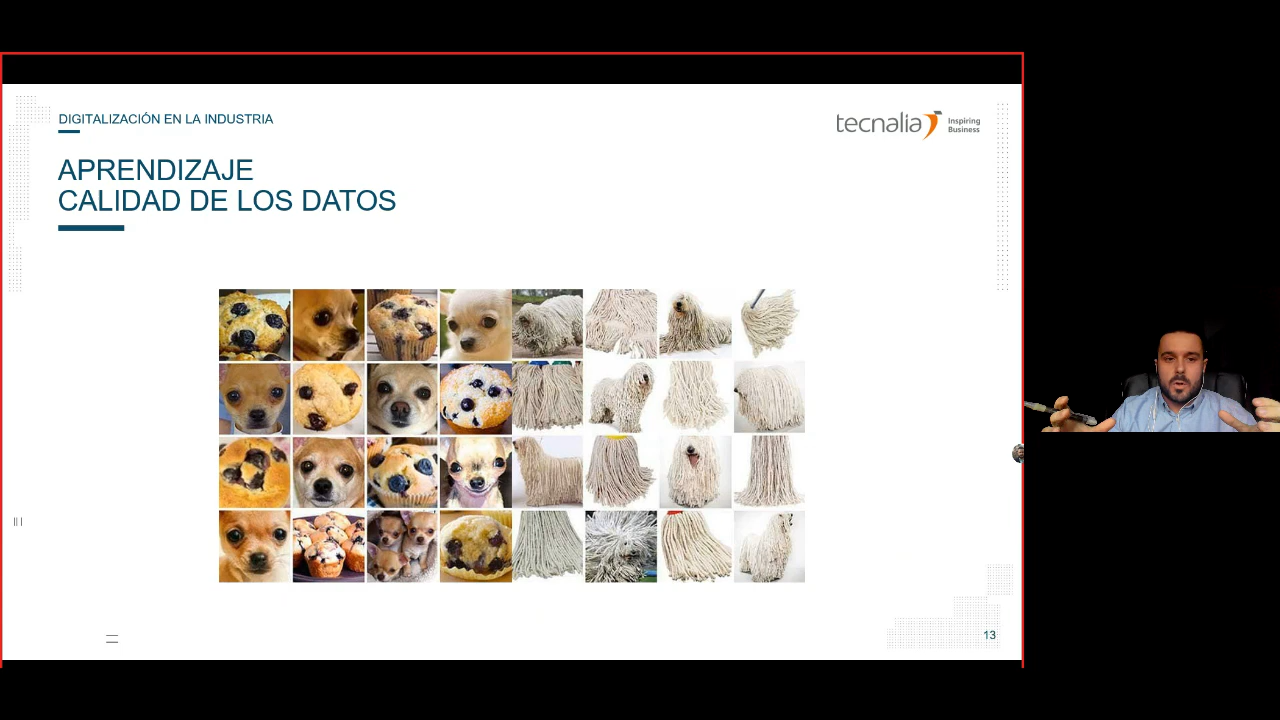 DIGITALIZACIÓN EN LA INDUSTRIA
tecnalia Inspiring
Business
APRENDIZAJE
CALIDAD DE LOS DATOS
13